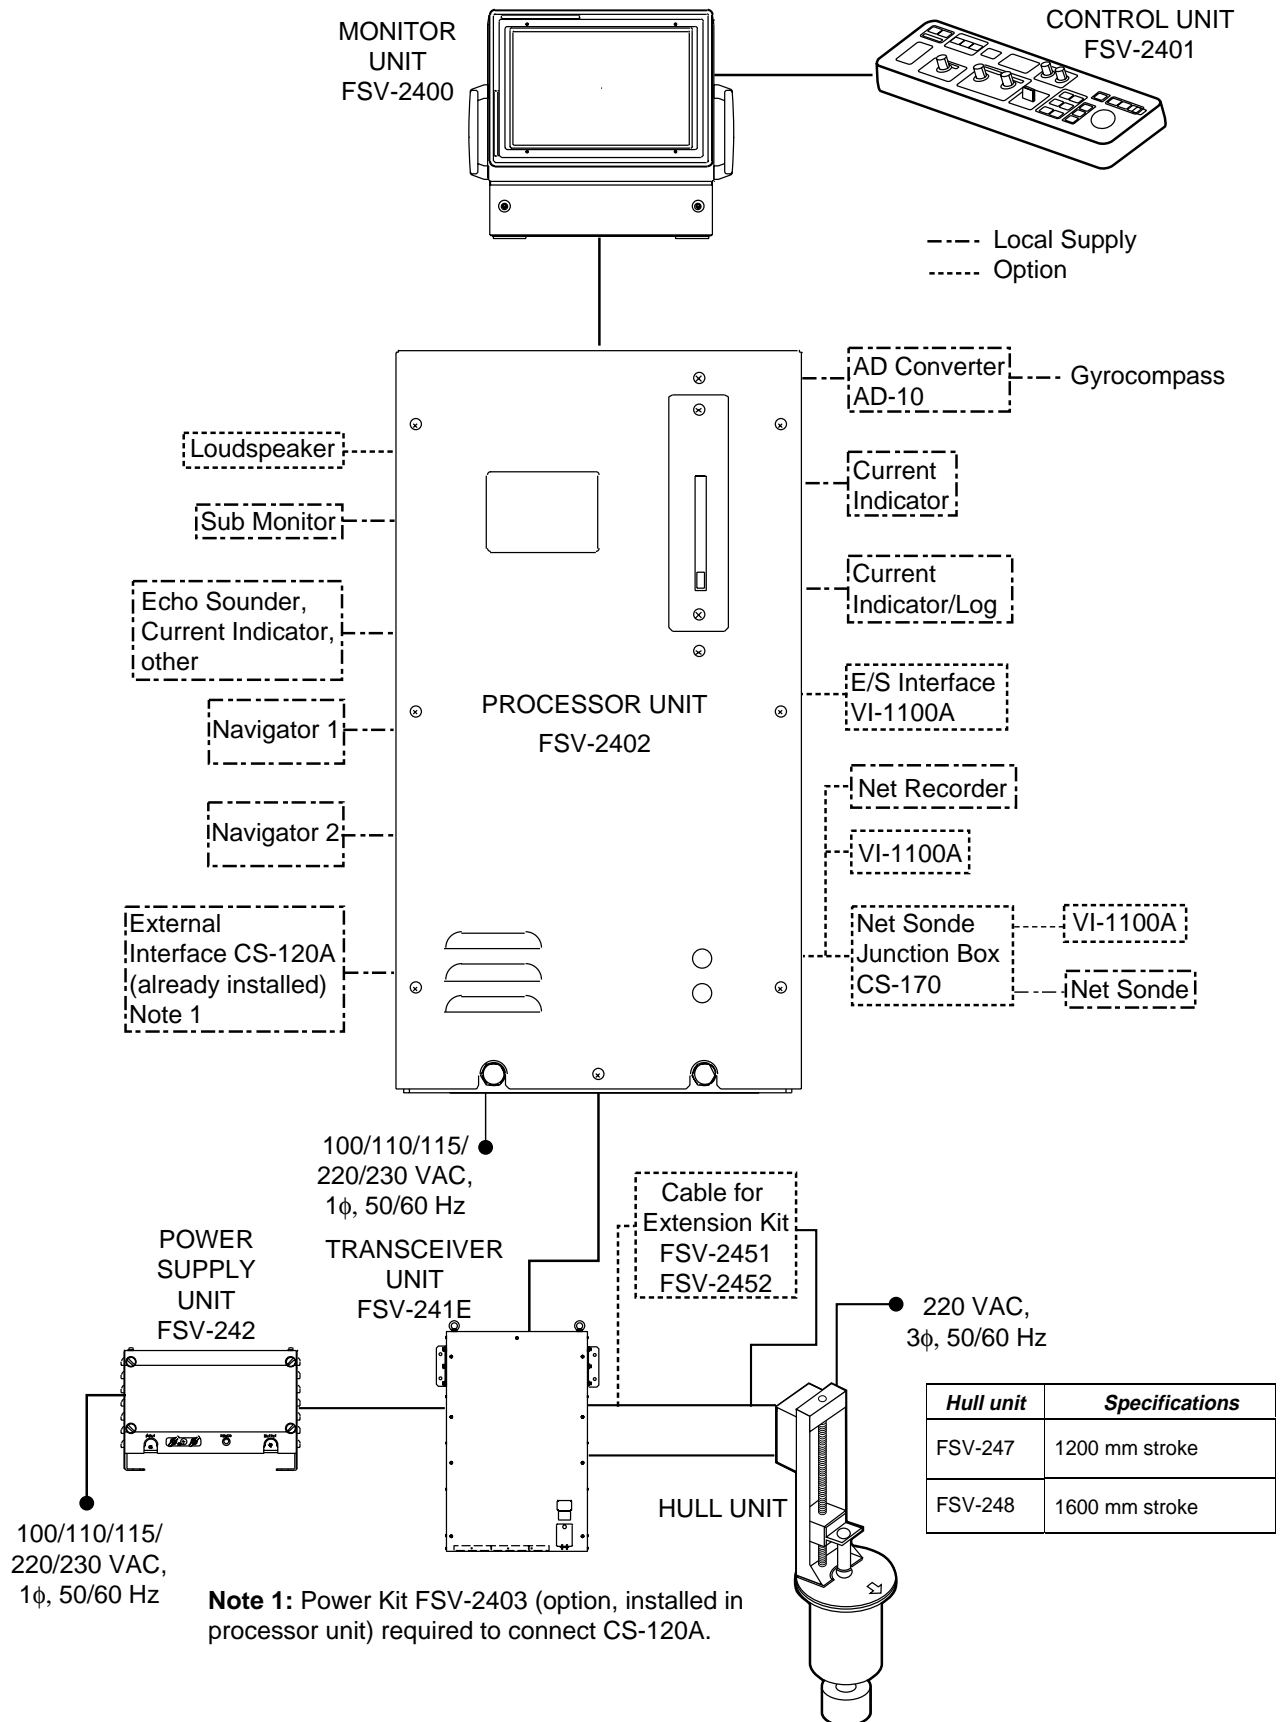 MONITOR
UNIT
FSV-2400
CONTROL UNIT
FSV-2401
Local Supply
Option
AD Converter
AD-10
Gyrocompass
Loudspeaker
Current
Indicator
Sub Monitor
Echo Sounder,
Current Indicator,
other
Current
Indicator/Log
E/S Interface
VI-1100A
PROCESSOR UNIT
FSV-2402
Navigator 1
Net Recorder
Navigator 2
VI-1100A
External
Interface CS-120A
(already installed)
Note 1
Net Sonde
Junction Box
CS-170
VI-1100A
Net Sonde
100/110/115/
220/230 VAC,
1ϕ, 50/60 Hz
Cable for
Extension Kit
FSV-2451
FSV-2452
POWER
SUPPLY
UNIT
FSV-242
TRANSCEIVER
UNIT
FSV-241E
220 VAC,
3ϕ, 50/60 Hz
Hull unit Specifications
FSV-247 1200 mm stroke
FSV-248 1600 mm stroke
HULL UNIT
100/110/115/
220/230 VAC,
1ϕ, 50/60 Hz
Note 1: Power Kit FSV-2403 (option, installed in
processor unit) required to connect CS-120A.